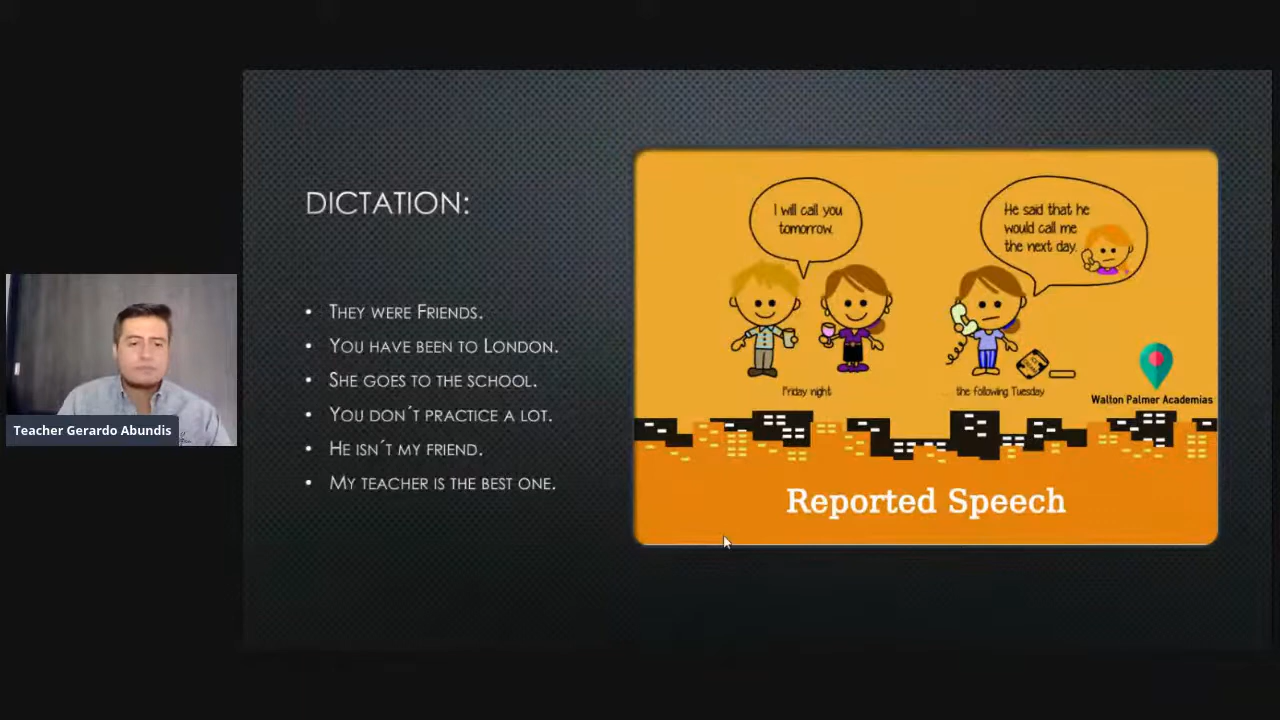 DICTATION:
• THEY WERE FRIENDS.
• YOU HAVE BEEN TO LONDON.
• SHE GOES TO THE SCHOOL.
• YOU DON´T PRACTICE A LOT.
• HE ISN´T MY FRIEND.
• MY TEACHER IS THE BEST ONE.
Teacher Gerardo Abundis
I will call you
tomorrow.
He said that he
would call me
the next day.
Friday night
the following Tuesday
Walton Palmer Academias
Reported Speech